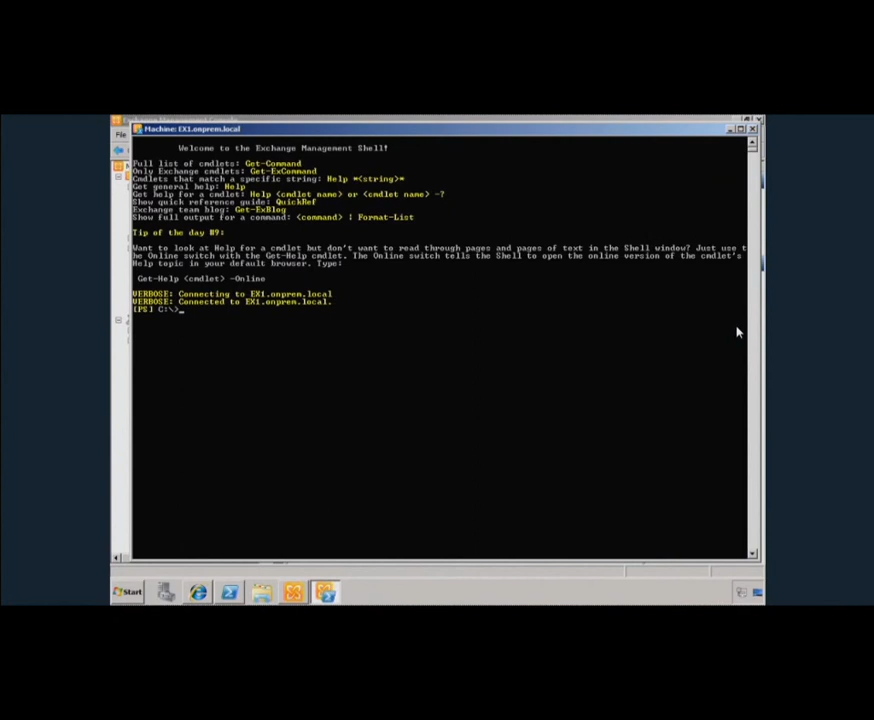 Machine: EX1.onprem.local
File
Welcome to the Exchange Management Shell!
Full list of cmdlets: Get-Command
Only Exchange cmdlets: Get-ExCommand
Cmdlets that match a specific string: Help *<string>*
Get general help: Help
Get help for a cmdlet: Help <cmdlet name> or <cmdlet name> -?
Show quick reference guide: QuickRef
Exchange team blog: Get-ExBlog
Show full output for a command: <command> | Format-List
Tip of the day #9:
Want to look at Help for a cmdlet but don't want to read through pages and pages of text in the Shell window? Just use t
he Online switch with the Get-Help cmdlet. The Online switch tells the Shell to open the online version of the cmdlet's
Help topic in your default browser. Type:
Get-Help <cmdlet> -Online
VERBOSE: Connecting to EX1.onprem.local
VERBOSE: Connected to EX1.onprem.local.
[PS] C:\>_
Start